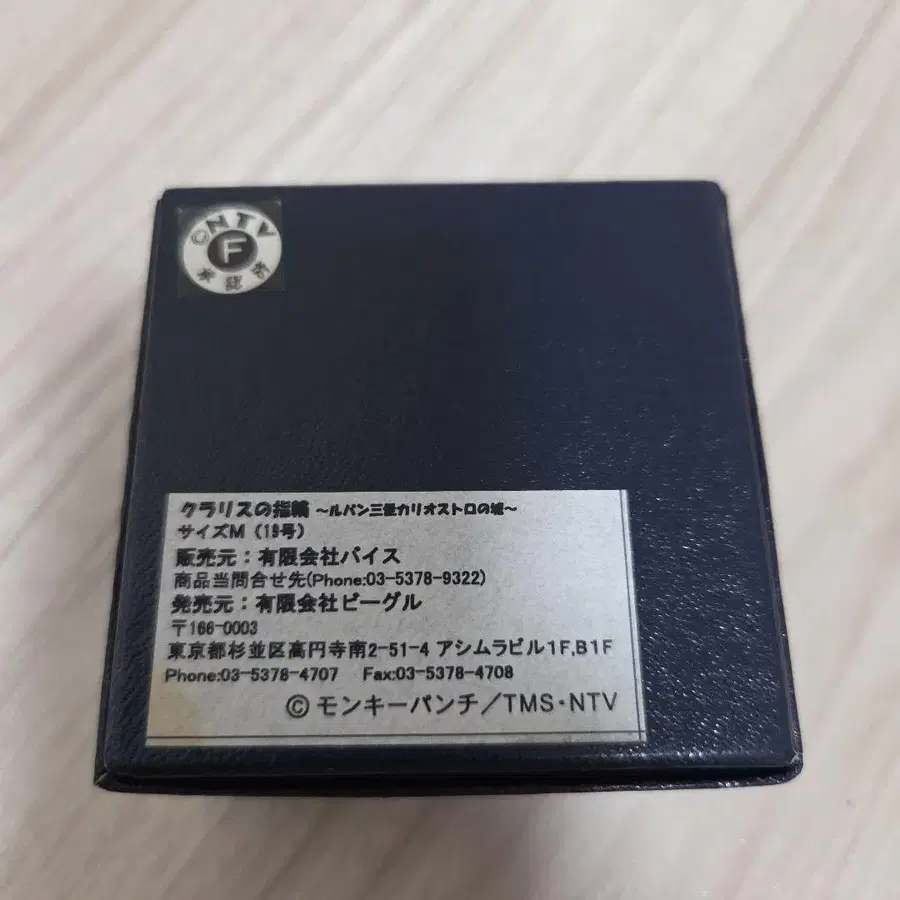 ©NTV
F
承認済
クラリスの指輪 ～ルパン三世カリオストロの城～
サイズM（19号）
販売元：有限会社バイス
商品当問合せ先(Phone:03-5378-9322)
発売元：有限会社ビーグル
〒166-0003
東京都杉並区高円寺南2-51-4 アシムラビル1F,B1F
Phone:03-5378-4707 Fax:03-5378-4708
©モンキーパンチ／TMS・NTV